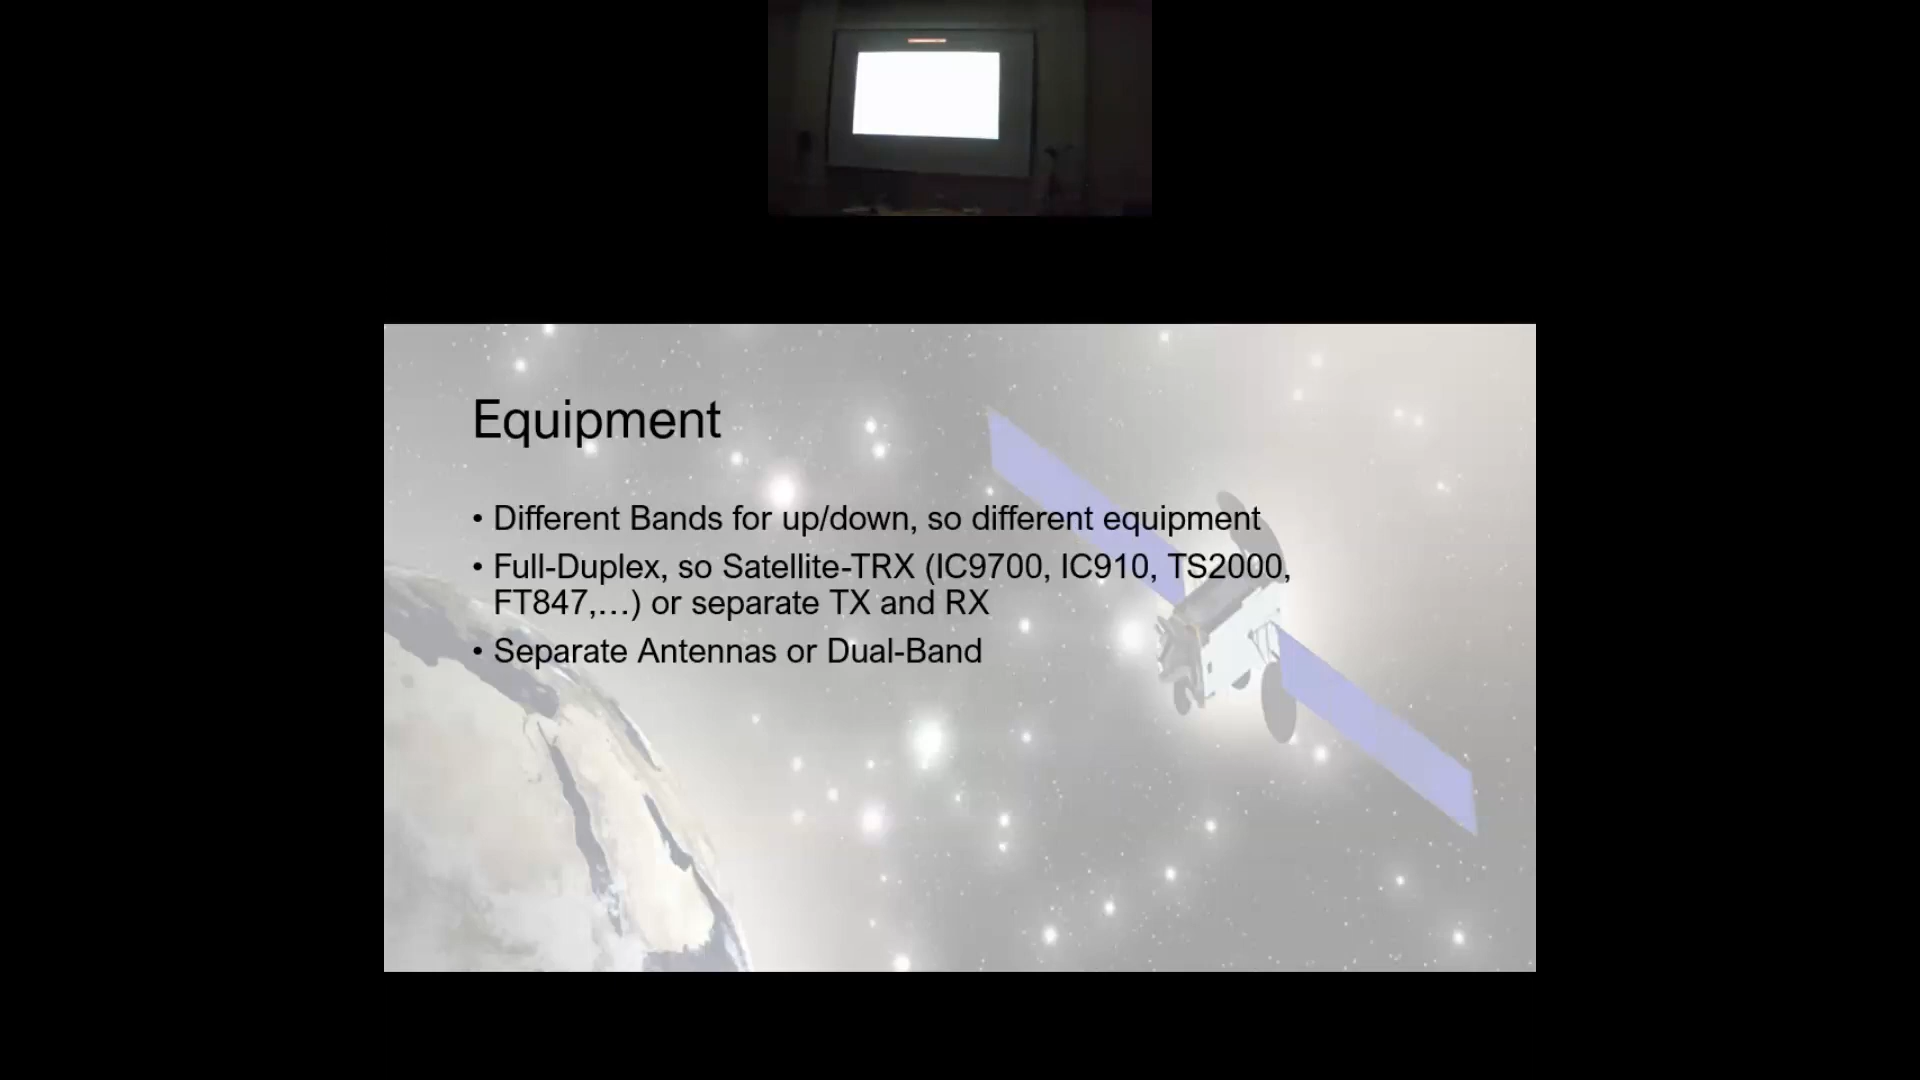 Equipment
• Different Bands for up/down, so different equipment
• Full-Duplex, so Satellite-TRX (IC9700, IC910, TS2000,
FT847,…) or separate TX and RX
• Separate Antennas or Dual-Band